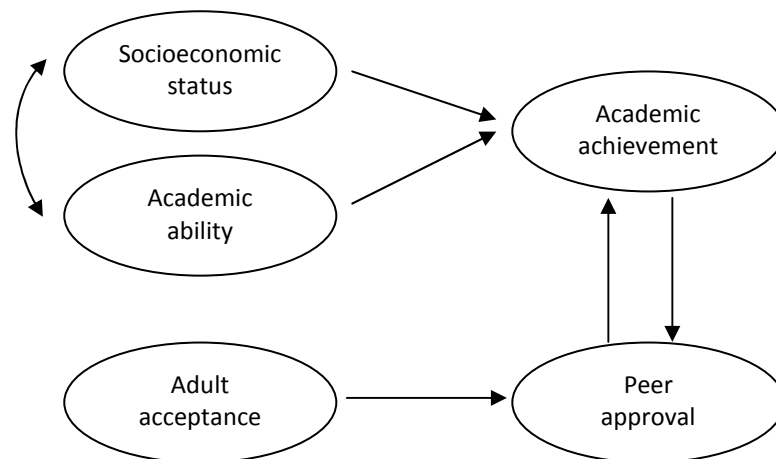 Socioeconomic
status
Academic
achievement
Academic
ability
Adult
acceptance
Peer
approval